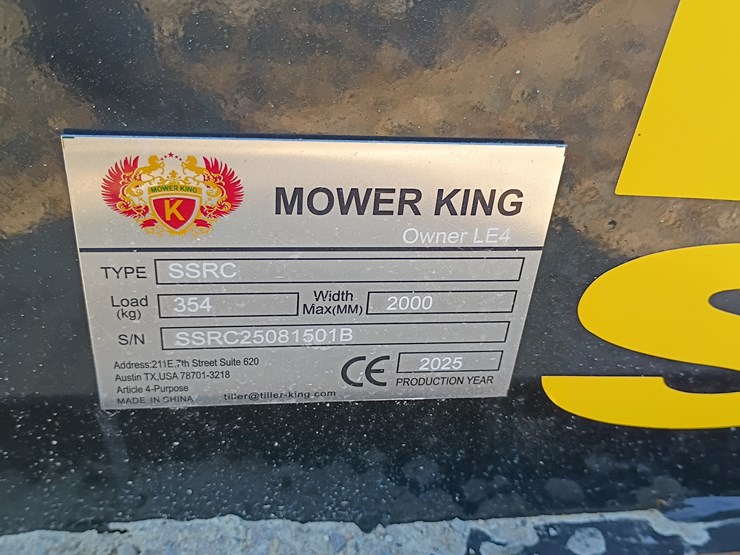 MOWER KING
K
MOWER KING
Owner LE4
TYPE SSRC
Load (kg) 354 Width Max(MM) 2000
S/N SSRC25081501B
Address:211E.7th Street Suite 620
Austin TX,USA 78701-3218
Article 4-Purpose
MADE IN CHINA
tiller@tiller-king.com
CE
2025
PRODUCTION YEAR
S